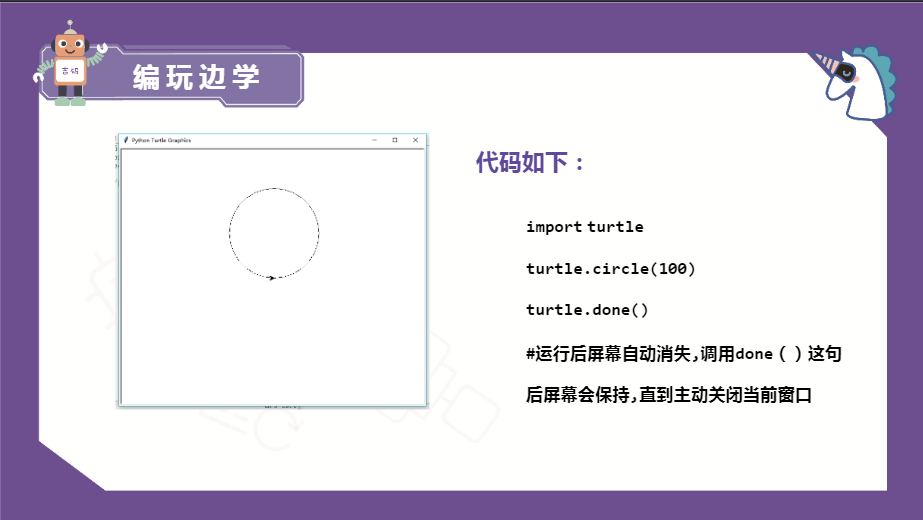 编玩边学
Python Turtle Graphics
代码如下：
import turtle
turtle.circle(100)
turtle.done()
#运行后屏幕自动消失,调用done（）这句
后屏幕会保持,直到主动关闭当前窗口